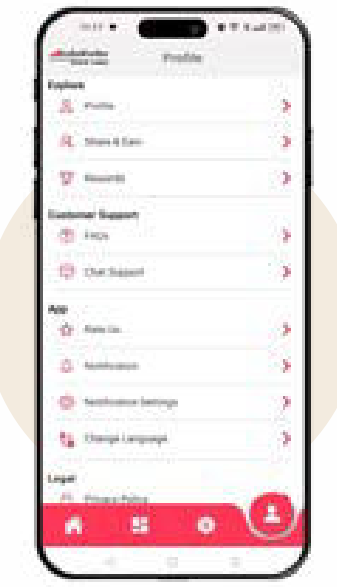 Profile
Explore
Profile
Share & Earn
Rewards
Customer Support
FAQs
Chat Support
App
Rate Us
Notification
Notification Settings
Change Language
Legal
Privacy Policy